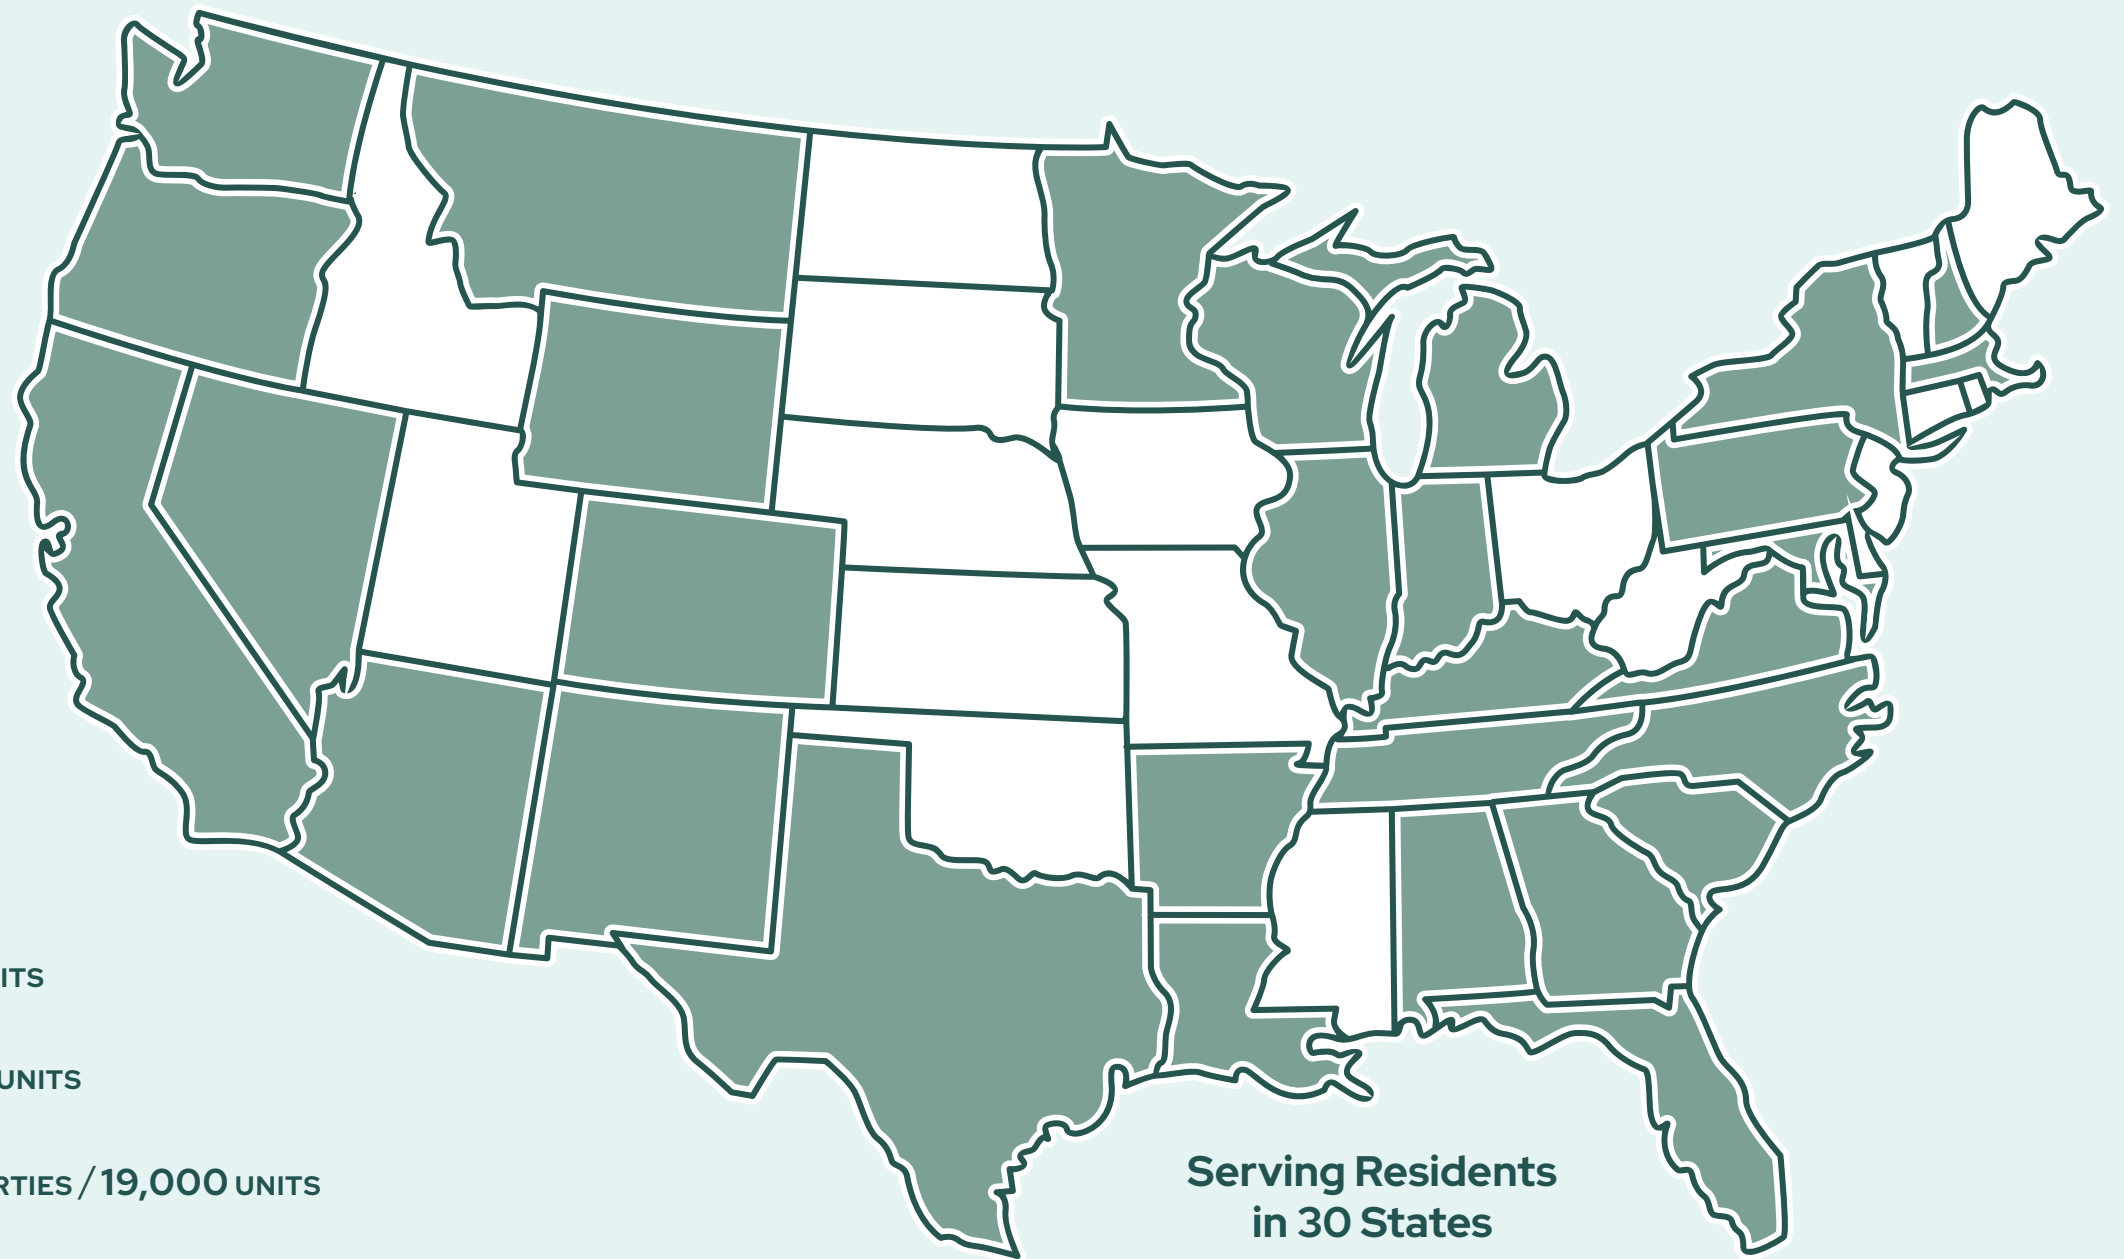 ITS
UNITS
RTIES / 19,000 UNITS
Serving Residents
in 30 States